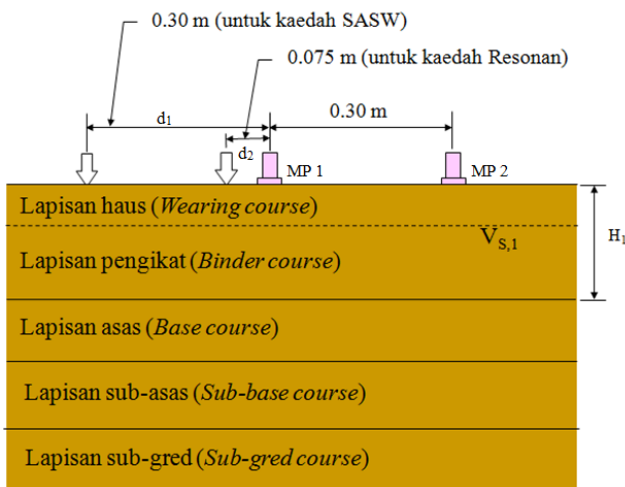 0.30 m (untuk kaedah SASW)
0.075 m (untuk kaedah Resonan)
d₁
0.30 m
d₂
MP 1
MP 2
Lapisan haus (Wearing course)
V_S,1
H₁
Lapisan pengikat (Binder course)
Lapisan asas (Base course)
Lapisan sub-asas (Sub-base course)
Lapisan sub-gred (Sub-gred course)